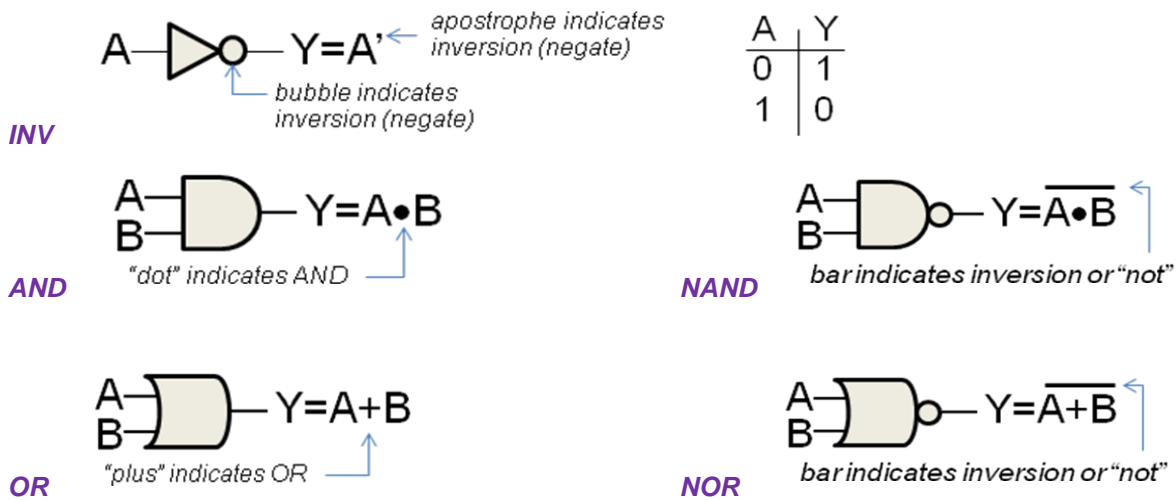 A Y=A’ apostrophe indicates
inversion (negate)
bubble indicates
inversion (negate)
INV
A Y
0 1
1 0
A
B
Y=A•B
“dot” indicates AND
AND
A
B
Y=A•B
bar indicates inversion or “not”
NAND
A
B
Y=A+B
“plus” indicates OR
OR
A
B
Y=A+B
bar indicates inversion or “not”
NOR